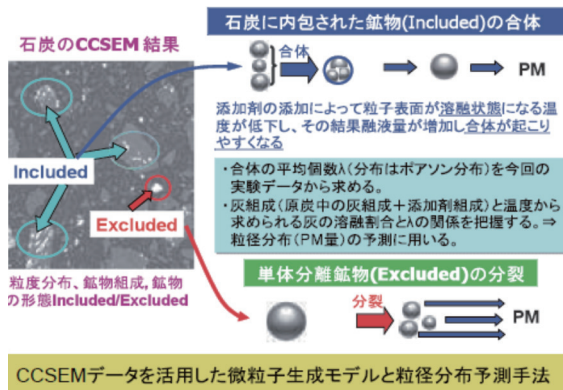 石炭のCCSEM 結果
Included
Excluded
粒度分布、鉱物組成, 鉱物
の形態Included/Excluded
石炭に内包された鉱物(Included)の合体
合体
PM
添加剤の添加によって粒子表面が溶融状態になる温
度が低下し、その結果融液量が増加し合体が起こり
やすくなる
・合体の平均個数λ(分布はポアソン分布)を今回の
実験データから求める。
・灰組成(原炭中の灰組成＋添加剤組成)と温度から
求められる灰の溶融割合とλの関係を把握する。⇒
粒径分布(PM量)の予測に用いる。
単体分離鉱物(Excluded)の分裂
分裂
PM
CCSEMデータを活用した微粒子生成モデルと粒径分布予測手法